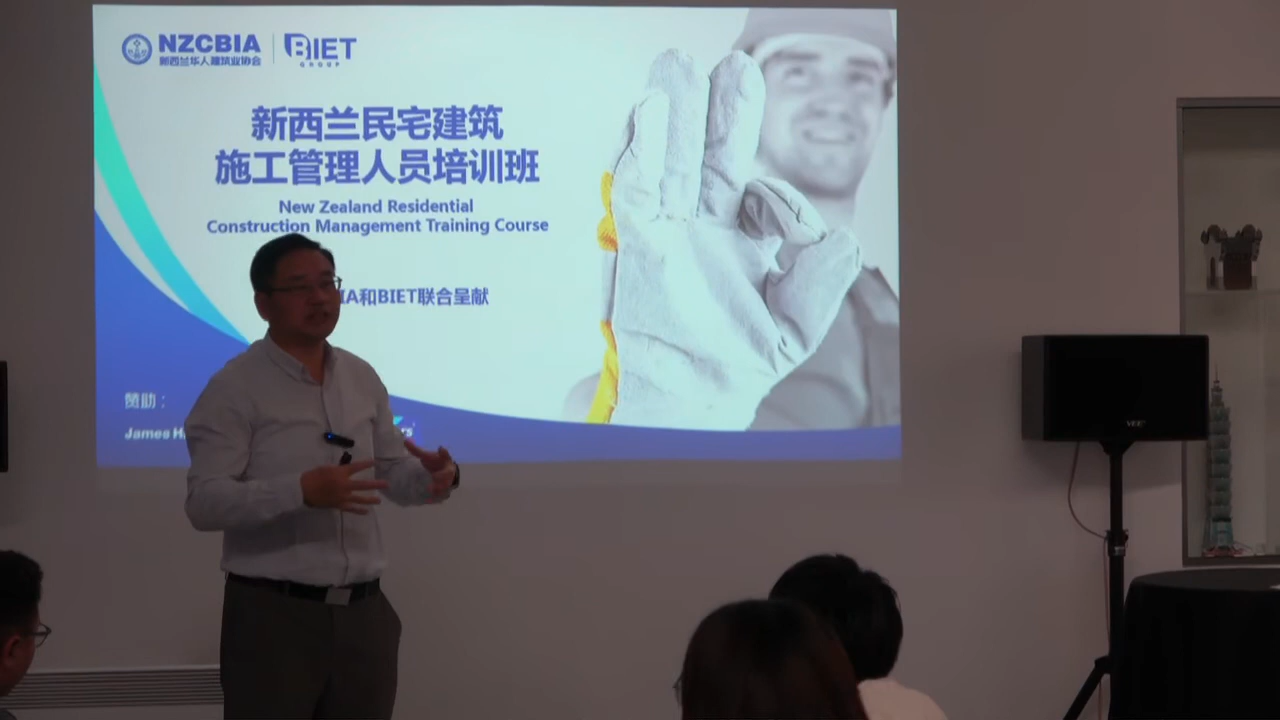 NZCBIA
新西兰华人建筑业协会
BIET
GROUP
新西兰民宅建筑
施工管理人员培训班
New Zealand Residential
Construction Management Training Course
IA和BIET联合呈献
赞助：
James H
rs